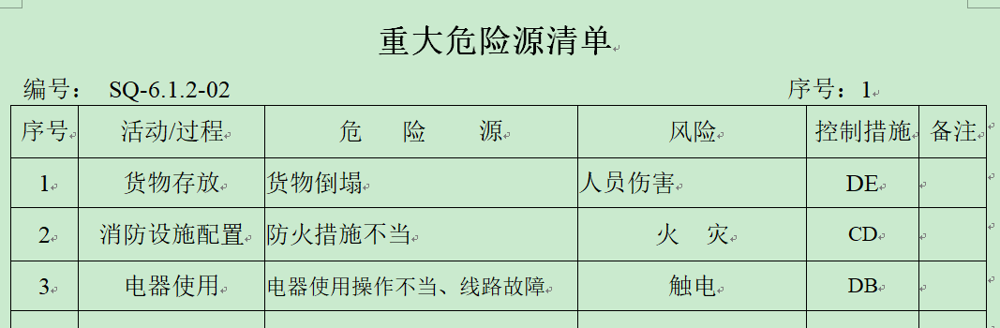 重大危险源清单
编号： SQ-6.1.2-02 序号：1
序号 活动/过程 危 险 源 风险 控制措施 备注
1 货物存放 货物倒塌 人员伤害 DE
2 消防设施配置 防火措施不当 火 灾 CD
3 电器使用 电器使用操作不当、线路故障 触电 DB